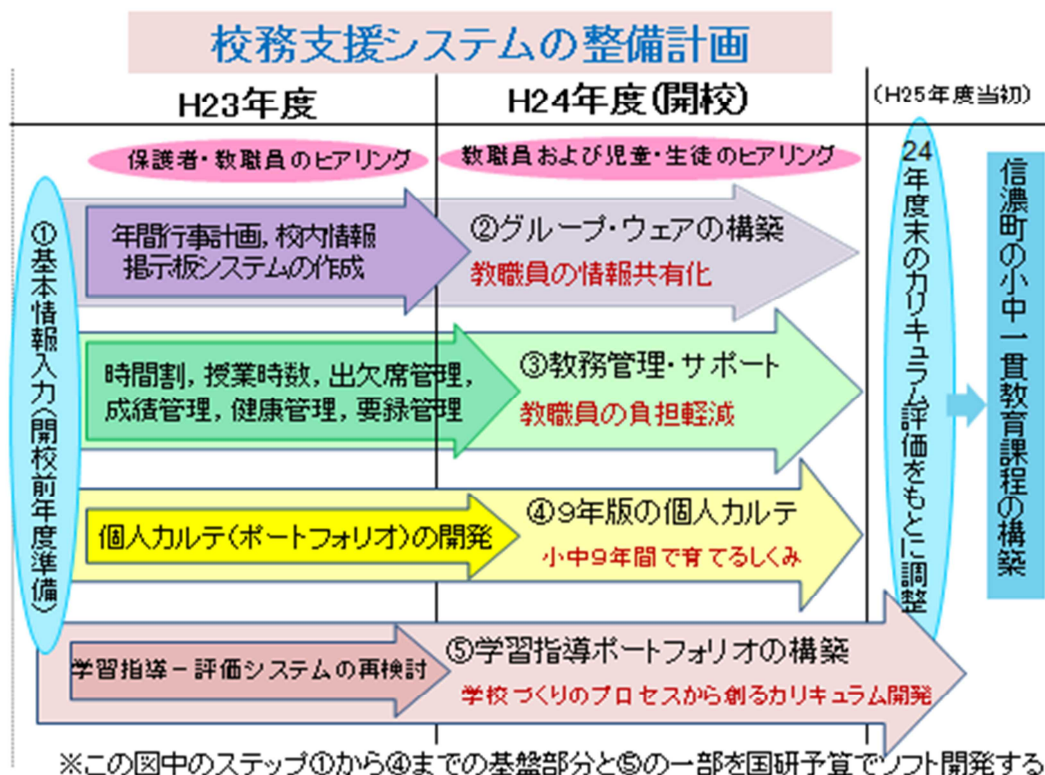 校務支援システムの整備計画
H23年度
H24年度(開校)
(H25年度当初)
保護者・教職員のヒアリング
教職員および児童・生徒のヒアリング
①基本情報入力(開校前年度準備)
年間行事計画,校内情報
掲示板システムの作成
②グループ・ウェアの構築
教職員の情報共有化
時間割,授業時数,出欠席管理,
成績管理,健康管理,要録管理
③教務管理・サポート
教職員の負担軽減
個人カルテ(ポートフォリオ)の開発
④9年版の個人カルテ
小中9年間で育てるしくみ
学習指導-評価システムの再検討
⑤学習指導ポートフォリオの構築
学校づくりのプロセスから創るカリキュラム開発
24年度末のカリキュラム評価をもとに調整
信濃町の小中一貫教育課程の構築
※この図中のステップ①から④までの基盤部分と⑤の一部を国研予算でソフト開発する